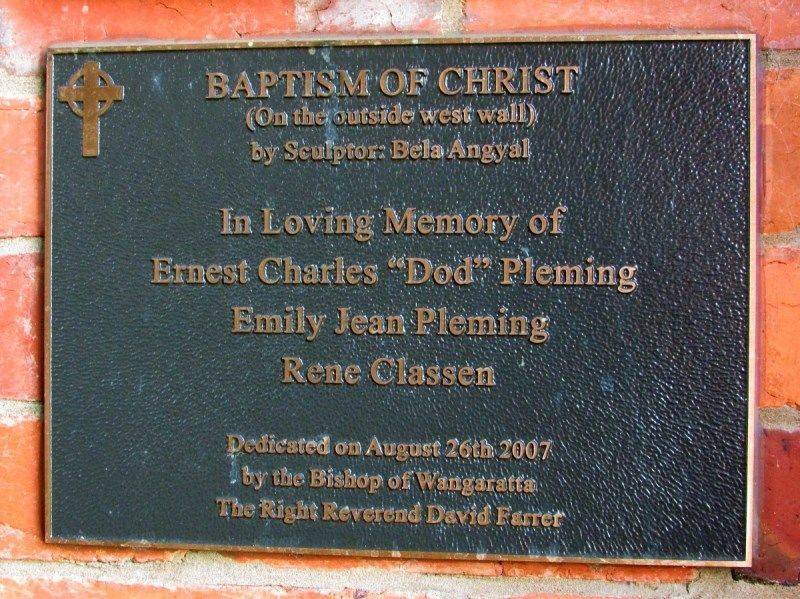 BAPTISM OF CHRIST
(On the outside west wall)
by Sculptor: Bela Angyal
In Loving Memory of
Ernest Charles “Dod” Pleming
Emily Jean Pleming
Rene Classen
Dedicated on August 26th 2007
by the Bishop of Wangaratta
The Right Reverend David Farrer